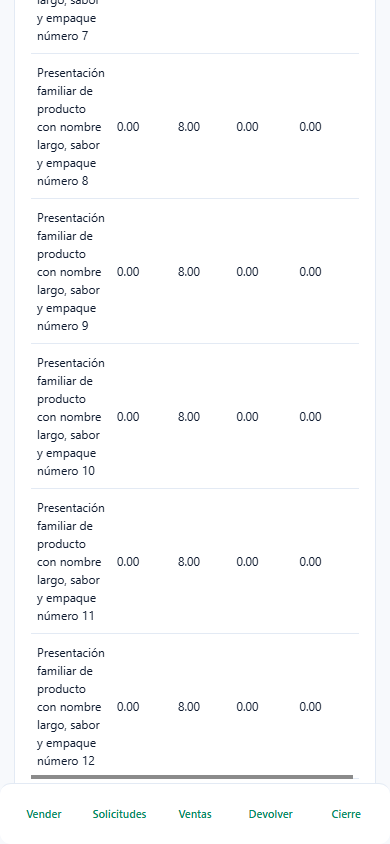 largo, sabor
y empaque
número 7
Presentación
familiar de
producto
con nombre 0.00 8.00 0.00 0.00
largo, sabor
y empaque
número 8
Presentación
familiar de
producto
con nombre 0.00 8.00 0.00 0.00
largo, sabor
y empaque
número 9
Presentación
familiar de
producto
con nombre 0.00 8.00 0.00 0.00
largo, sabor
y empaque
número 10
Presentación
familiar de
producto
con nombre 0.00 8.00 0.00 0.00
largo, sabor
y empaque
número 11
Presentación
familiar de
producto
con nombre 0.00 8.00 0.00 0.00
largo, sabor
y empaque
número 12
Vender Solicitudes Ventas Devolver Cierre